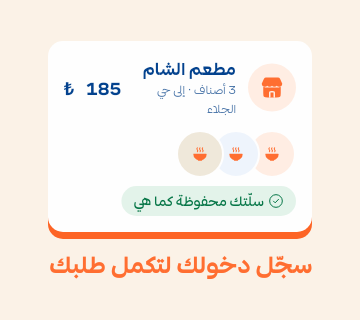 مطعم الشام
185 ₺
3 أصناف · إلى حي
الجلاء
سلّتك محفوظة كما هي
سجّل دخولك لتكمل طلبك